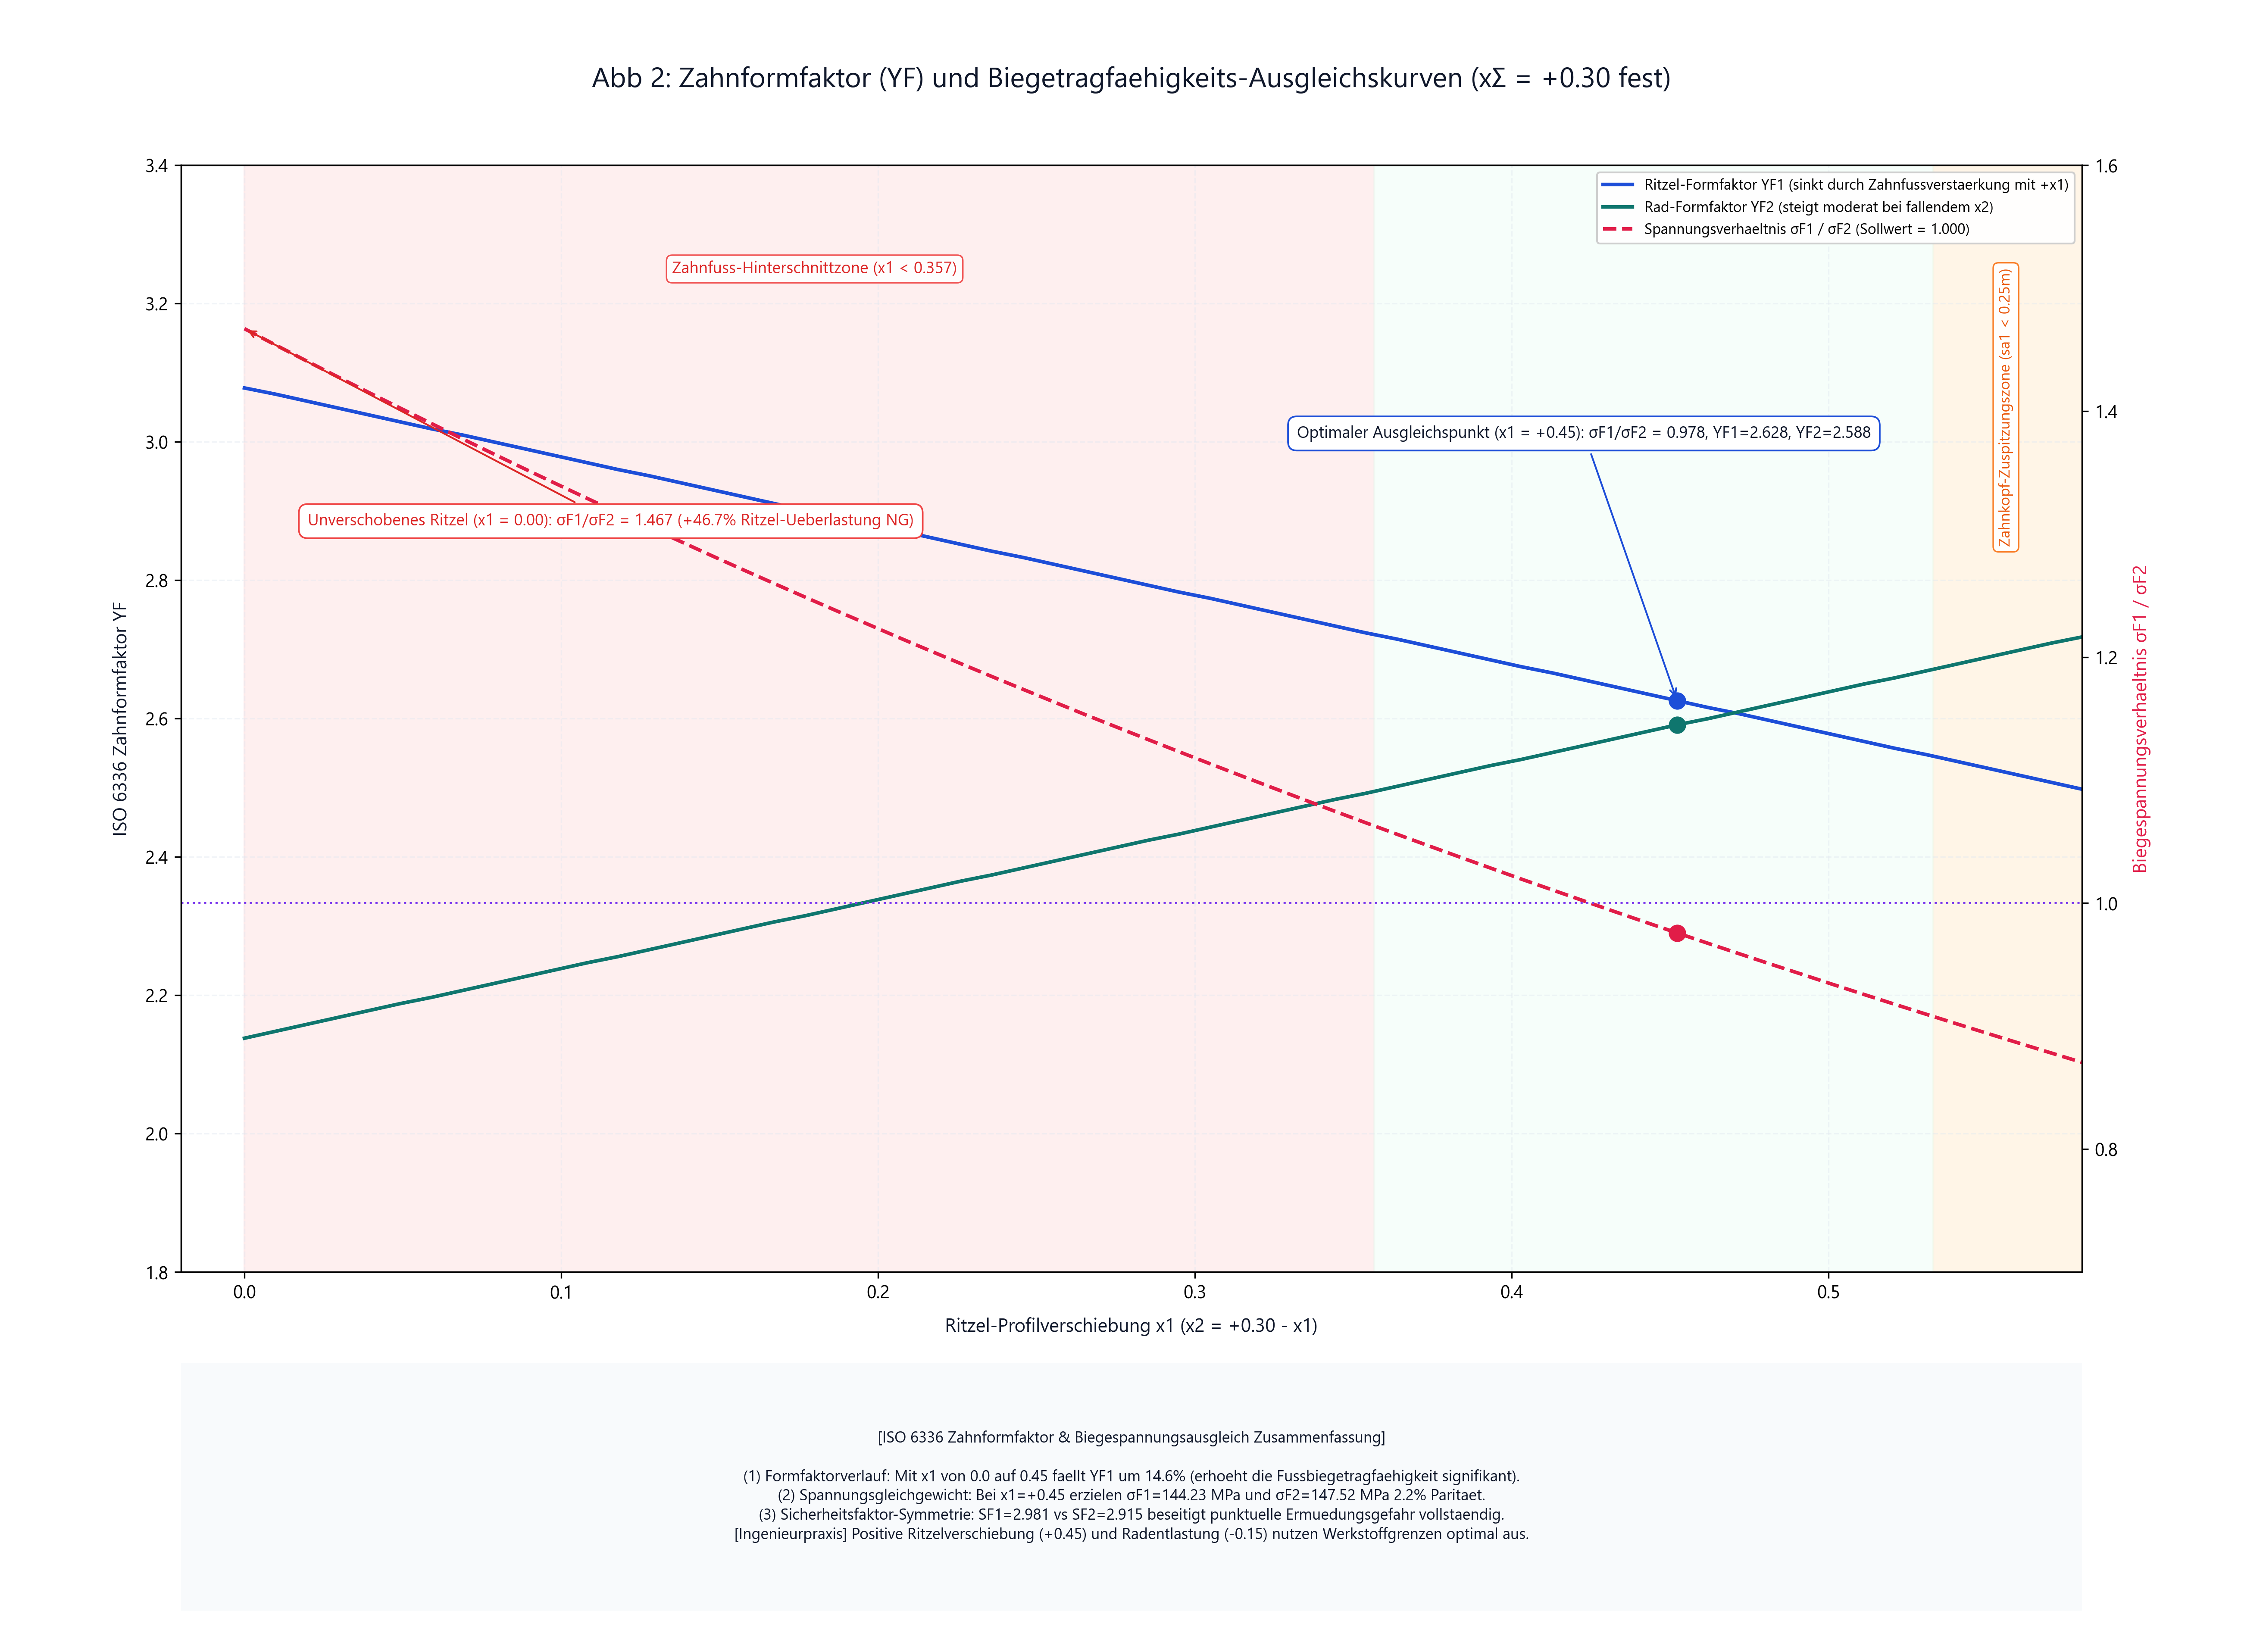 Abb 2: Zahnformfaktor (YF) und Biegetragfaehigkeits-Ausgleichskurven (xΣ = +0.30 fest)
3.4
3.2
3.0
2.8
2.6
2.4
2.2
2.0
1.8
ISO 6336 Zahnformfaktor YF
1.6
1.4
1.2
1.0
0.8
Biegespannungsverhaeltnis σF1 / σF2
Ritzel-Formfaktor YF1 (sinkt durch Zahnfussverstaerkung mit +x1)
Rad-Formfaktor YF2 (steigt moderat bei fallendem x2)
Spannungsverhaeltnis σF1 / σF2 (Sollwert = 1.000)
Zahnfuss-Hinterschnittzone (x1 < 0.357)
Zahnkopf-Zuspitzungszone (sa1 < 0.25m)
Optimaler Ausgleichspunkt (x1 = +0.45): σF1/σF2 = 0.978, YF1=2.628, YF2=2.588
Unverschobenes Ritzel (x1 = 0.00): σF1/σF2 = 1.467 (+46.7% Ritzel-Ueberlastung NG)
0.0
0.1
0.2
0.3
0.4
0.5
Ritzel-Profilverschiebung x1 (x2 = +0.30 - x1)
[ISO 6336 Zahnformfaktor & Biegespannungsausgleich Zusammenfassung]
(1) Formfaktorverlauf: Mit x1 von 0.0 auf 0.45 faellt YF1 um 14.6% (erhoeht die Fussbiegetragfaehigkeit signifikant).
(2) Spannungsgleichgewicht: Bei x1=+0.45 erzielen σF1=144.23 MPa und σF2=147.52 MPa 2.2% Paritaet.
(3) Sicherheitsfaktor-Symmetrie: SF1=2.981 vs SF2=2.915 beseitigt punktuelle Ermuedungsgefahr vollstaendig.
[Ingenieurpraxis] Positive Ritzelverschiebung (+0.45) und Radentlastung (-0.15) nutzen Werkstoffgrenzen optimal aus.